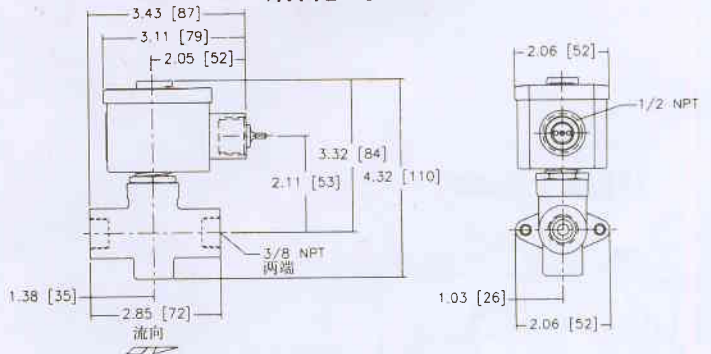 3.43 [87]
3.11 [79]
2.05 [52]
2.06 [52]
1/2 NPT
3.32 [84]
2.11 [53]
4.32 [110]
3/8 NPT
两端
1.38 [35]
1.03 [26]
2.85 [72]
2.06 [52]
流向